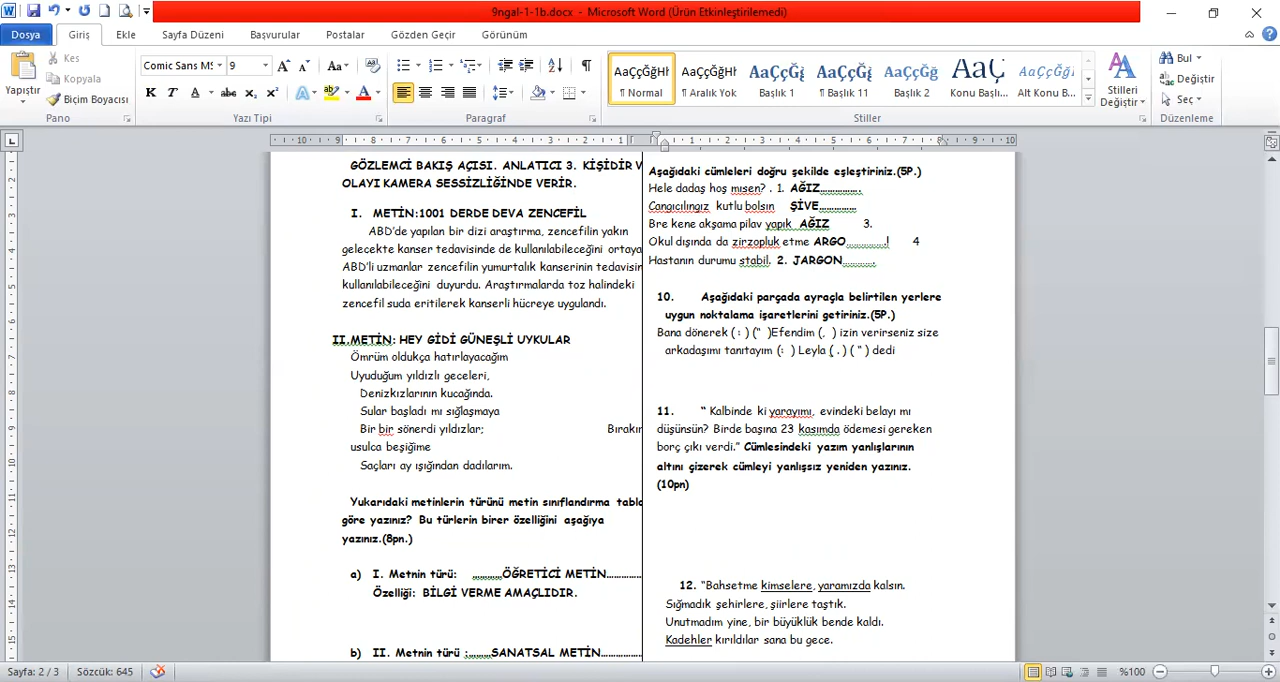 9ngal-1-1b.docx - Microsoft Word (Ürün Etkinleştirilemedi)
Dosya Giriş Ekle Sayfa Düzeni Başvurular Postalar Gözden Geçir Görünüm
Yapıştır
Kes
Kopyala
Biçim Boyacısı
Pano
Comic Sans MS 9
Yazı Tipi
Paragraf
AaÇçĞğHł AaÇçĞğHł AaÇçĞğ AaÇçĞğ AaÇçĞğ AaÇç AaÇçĞğl
¶ Normal ¶ Aralık Yok Başlık 1 ¶ Başlık 11 Başlık 2 Konu Başlı... Alt Konu B...
Stilleri Değiştir
Stiller
Bul
Değiştir
Seç
Düzenleme
GÖZLEMCİ BAKIŞ AÇISI. ANLATICI 3. KİŞİDİR V
OLAYI KAMERA SESSİZLİĞİNDE VERİR.
I. METİN:1001 DERDE DEVA ZENCEFİL
ABD'de yapılan bir dizi araştırma, zencefilin yakın
gelecekte kanser tedavisinde de kullanılabileceğini ortaya
ABD'li uzmanlar zencefilin yumurtalık kanserinin tedavisin
kullanılabileceğini duyurdu. Araştırmalarda toz halindeki
zencefil suda eritilerek kanserli hücreye uygulandı.
II.METİN: HEY GİDİ GÜNEŞLİ UYKULAR
Ömrüm oldukça hatırlayacağım
Uyuduğum yıldızlı geceleri,
Denizkızlarının kucağında.
Sular başladı mı sığlaşmaya
Bir bir sönerdi yıldızlar; Bırakır
usulca beşiğime
Saçları ay ışığından dadılarım.
Yukarıdaki metinlerin türünü metin sınıflandırma tablo
göre yazınız? Bu türlerin birer özelliğini aşağıya
yazınız.(8pn.)
a) I. Metnin türü: ………ÖĞRETİCİ METİN…………..
Özelliği: BİLGİ VERME AMAÇLIDIR.
b) II. Metnin türü :………SANATSAL METİN……………
Aşağıdaki cümleleri doğru şekilde eşleştiriniz.(5P.)
Hele dadaş hoş mısen? . 1. AĞIZ…………….
Cangıcılıngız kutlu bolsın ŞİVE……………
Bre kene akşama pilav yapık AĞIZ 3.
Okul dışında da zirzopluk etme ARGO……………! 4
Hastanın durumu stabil. 2. JARGON………….
10. Aşağıdaki parçada ayraçla belirtilen yerlere
uygun noktalama işaretlerini getiriniz.(5P.)
Bana dönerek ( : ) (" )Efendim (, ) izin verirseniz size
arkadaşımı tanıtayım (: ) Leyla ( . ) ( " ) dedi
11. " Kalbinde ki yarayımı, evindeki belayı mı
düşünsün? Birde başına 23 kasımda ödemesi gereken
borç çıkı verdi." Cümlesindeki yazım yanlışlarının
altını çizerek cümleyi yanlışsız yeniden yazınız.
(10pn)
12. "Bahsetme kimselere, yaramızda kalsın.
Sığmadık şehirlere, şiirlere taştık.
Unutmadım yine, bir büyüklük bende kaldı.
Kadehler kırıldılar sana bu gece.
Sayfa: 2 / 3 Sözcük: 645 %100